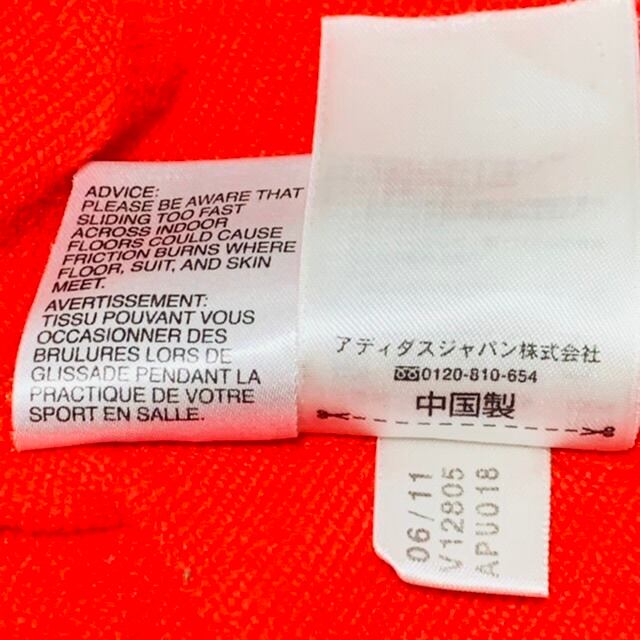 ADVICE:
PLEASE BE AWARE THAT
SLIDING TOO FAST
ACROSS INDOOR
FLOORS COULD CAUSE
FRICTION BURNS WHERE
FLOOR, SUIT, AND SKIN
MEET.
AVERTISSEMENT:
TISSU POUVANT VOUS
OCCASIONNER DES
BRULURES LORS DE
GLISSADE PENDANT LA
PRACTIQUE DE VOTRE
SPORT EN SALLE.
アディダスジャパン株式会社
0120-810-654
中国製
06/11
V12805
APU018